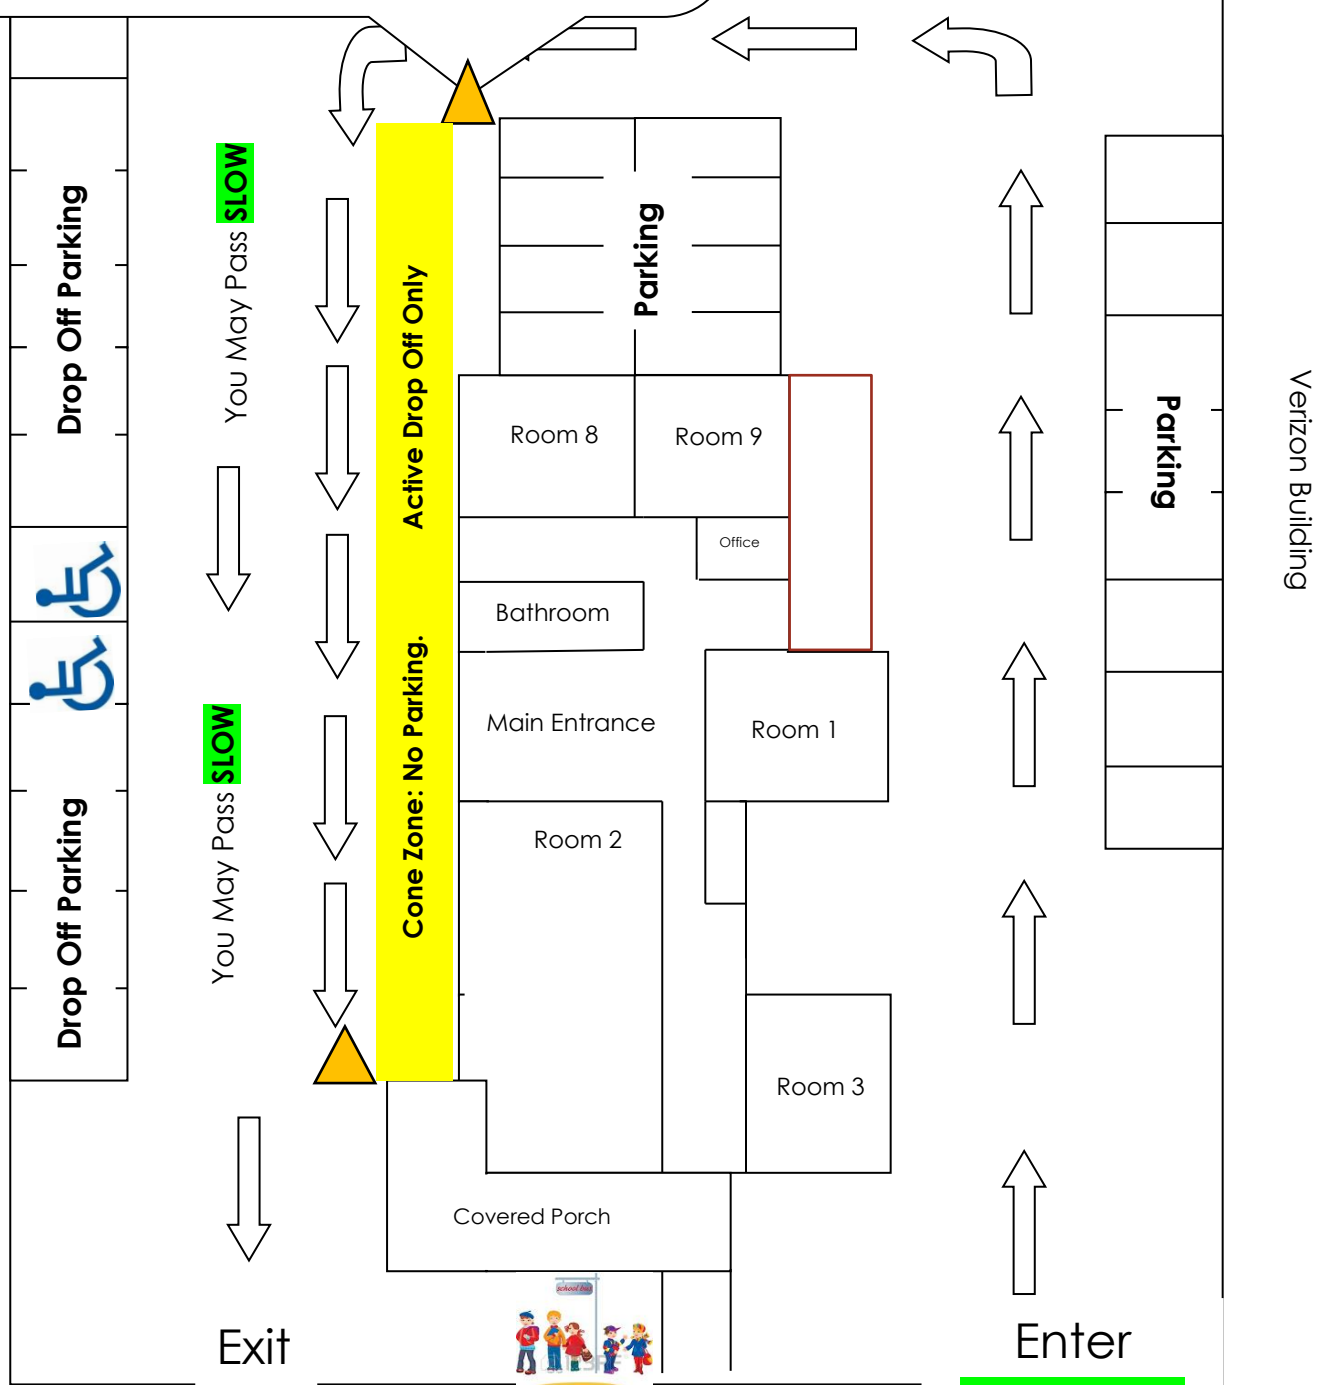 Drop Off Parking
You May Pass SLOW
Cone Zone: No Parking. Active Drop Off Only
Parking
Room 8
Room 9
Office
Bathroom
Main Entrance
Room 1
Room 2
Room 3
Covered Porch
Parking
Verizon Building
Drop Off Parking
You May Pass SLOW
school bus
Exit
Enter